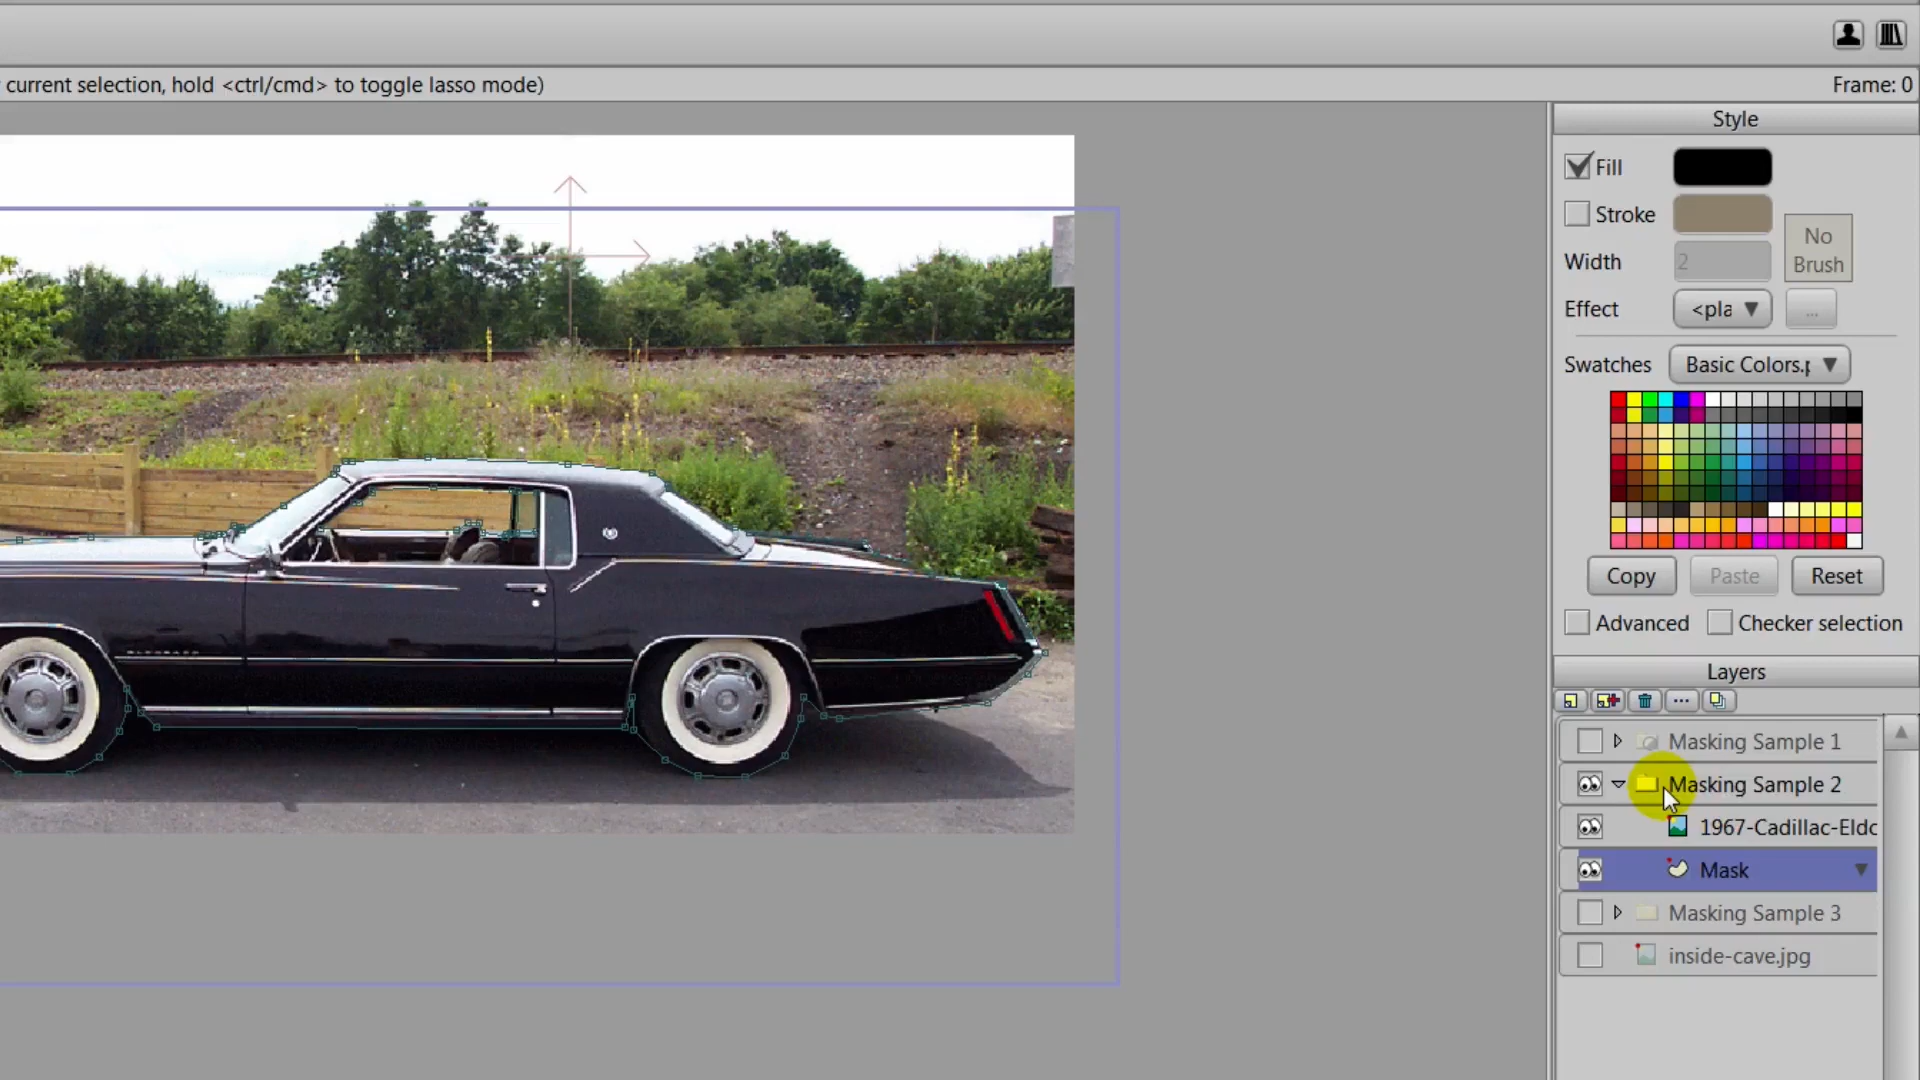 current selection, hold <ctrl/cmd> to toggle lasso mode)
Frame: 0
Style
Fill
Stroke
No
Brush
Width
2
Effect
<pla
...
Swatches
Basic Colors.p
Copy
Paste
Reset
Advanced
Checker selection
Layers
Masking Sample 1
Masking Sample 2
1967-Cadillac-Eldo
Mask
Masking Sample 3
inside-cave.jpg